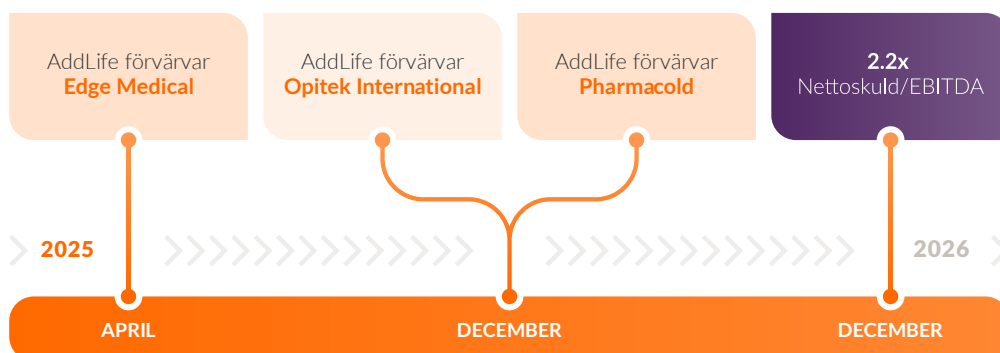 AddLife förvärvar
Edge Medical
AddLife förvärvar
Opitek International
AddLife förvärvar
Pharmacold
2.2x
Nettoskuld/EBITDA
2025
2026
APRIL
DECEMBER
DECEMBER